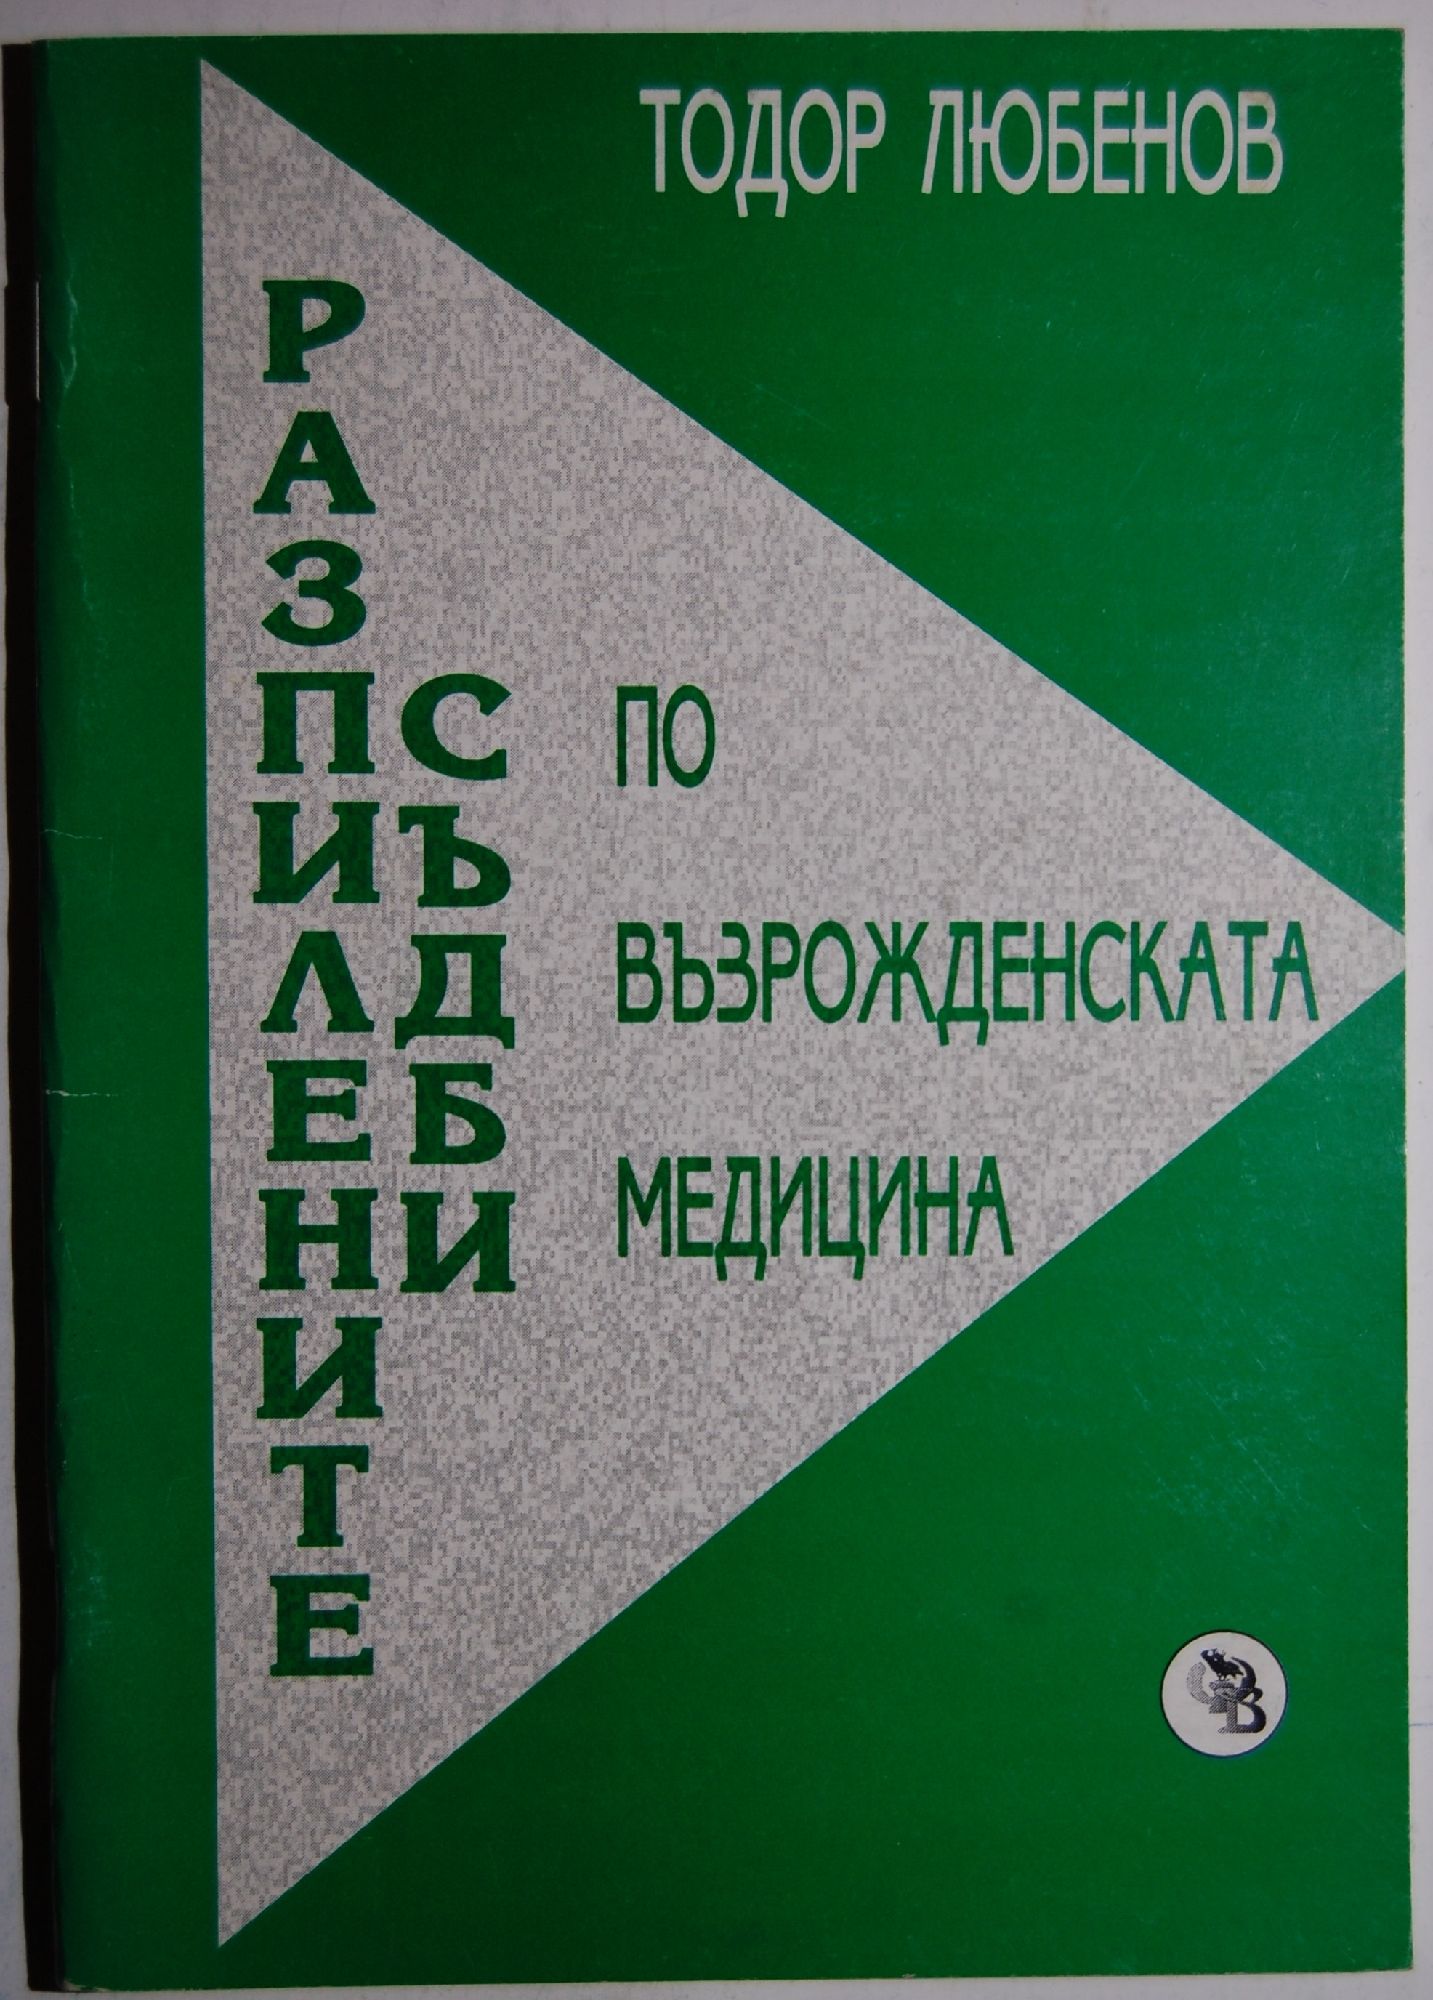 ТОДОР ЛЮБЕНОВ
РАЗПИЛЕНИТЕ
СЪДБИ
ПО
ВЪЗРОЖДЕНСКАТА
МЕДИЦИНА